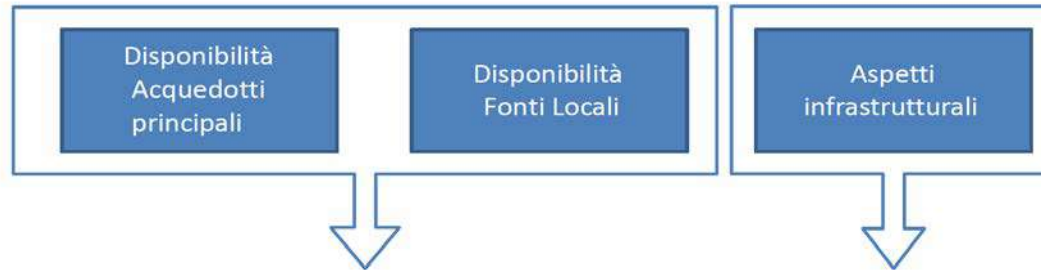 Disponibilità
Acquedotti
principali
Disponibilità
Fonti Locali
Aspetti
infrastrutturali